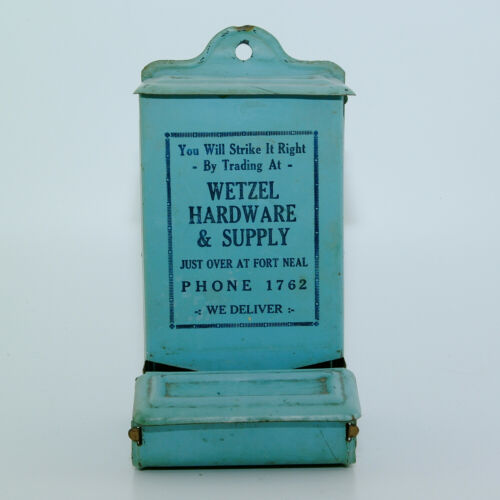 You Will Strike It Right
- By Trading At -
WETZEL
HARDWARE
& SUPPLY
JUST OVER AT FORT NEAL
PHONE 1762
-: WE DELIVER :-